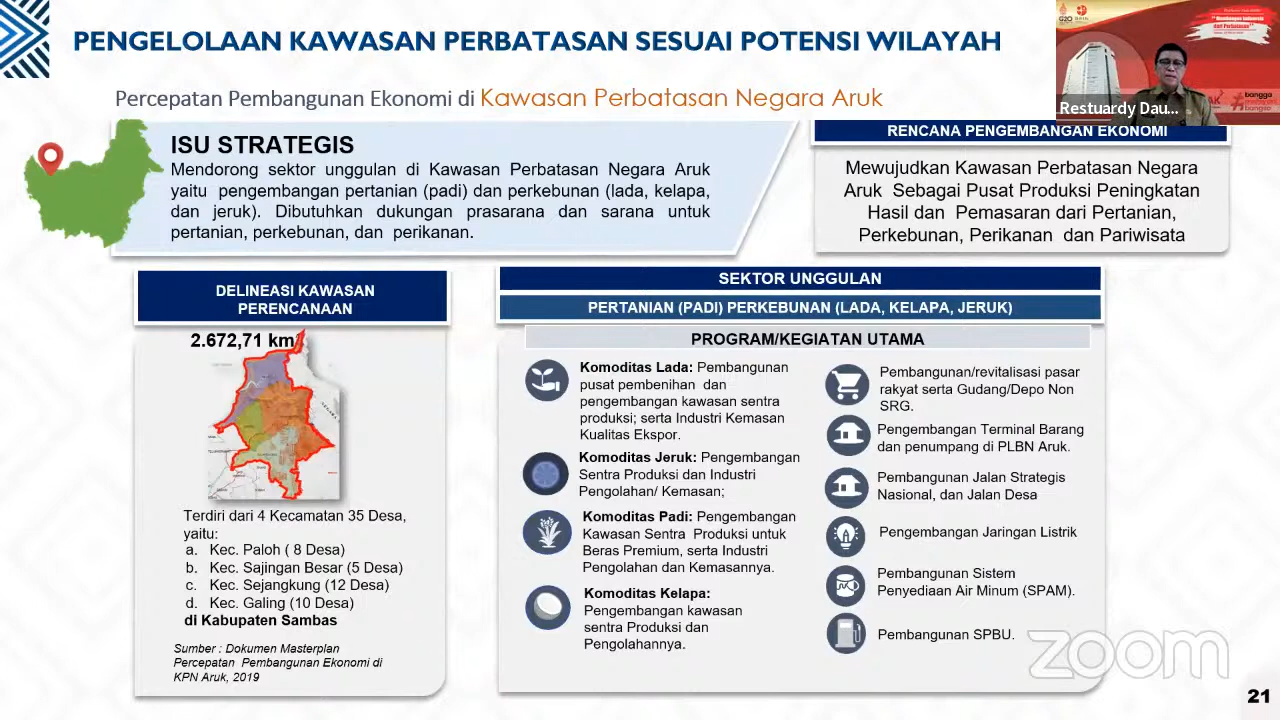 PENGELOLAAN KAWASAN PERBATASAN SESUAI POTENSI WILAYAH
Percepatan Pembangunan Ekonomi di Kawasan Perbatasan Negara Aruk
G20
Restuardy Dau...
bangga
#
ISU STRATEGIS
Mendorong sektor unggulan di Kawasan Perbatasan Negara Aruk
yaitu pengembangan pertanian (padi) dan perkebunan (lada, kelapa,
dan jeruk). Dibutuhkan dukungan prasarana dan sarana untuk
pertanian, perkebunan, dan perikanan.
RENCANA PENGEMBANGAN EKONOMI
Mewujudkan Kawasan Perbatasan Negara
Aruk Sebagai Pusat Produksi Peningkatan
Hasil dan Pemasaran dari Pertanian,
Perkebunan, Perikanan dan Pariwisata
DELINEASI KAWASAN
PERENCANAAN
2.672,71 km
Terdiri dari 4 Kecamatan 35 Desa,
yaitu:
a. Kec. Paloh ( 8 Desa)
b. Kec. Sajingan Besar (5 Desa)
c. Kec. Sejangkung (12 Desa)
d. Kec. Galing (10 Desa)
di Kabupaten Sambas
Sumber : Dokumen Masterplan
Percepatan Pembangunan Ekonomi di
KPN Aruk, 2019
SEKTOR UNGGULAN
PERTANIAN (PADI) PERKEBUNAN (LADA, KELAPA, JERUK)
PROGRAM/KEGIATAN UTAMA
Komoditas Lada: Pembangunan
pusat pembenihan dan
pengembangan kawasan sentra
produksi; serta Industri Kemasan
Kualitas Ekspor.
Komoditas Jeruk: Pengembangan
Sentra Produksi dan Industri
Pengolahan/ Kemasan;
Komoditas Padi: Pengembangan
Kawasan Sentra Produksi untuk
Beras Premium, serta Industri
Pengolahan dan Kemasannya.
Komoditas Kelapa:
Pengembangan kawasan
sentra Produksi dan
Pengolahannya.
Pembangunan/revitalisasi pasar
rakyat serta Gudang/Depo Non
SRG.
Pengembangan Terminal Barang
dan penumpang di PLBN Aruk.
Pembangunan Jalan Strategis
Nasional, dan Jalan Desa
Pengembangan Jaringan Listrik
Pembangunan Sistem
Penyediaan Air Minum (SPAM).
Pembangunan SPBU.
zoom
21